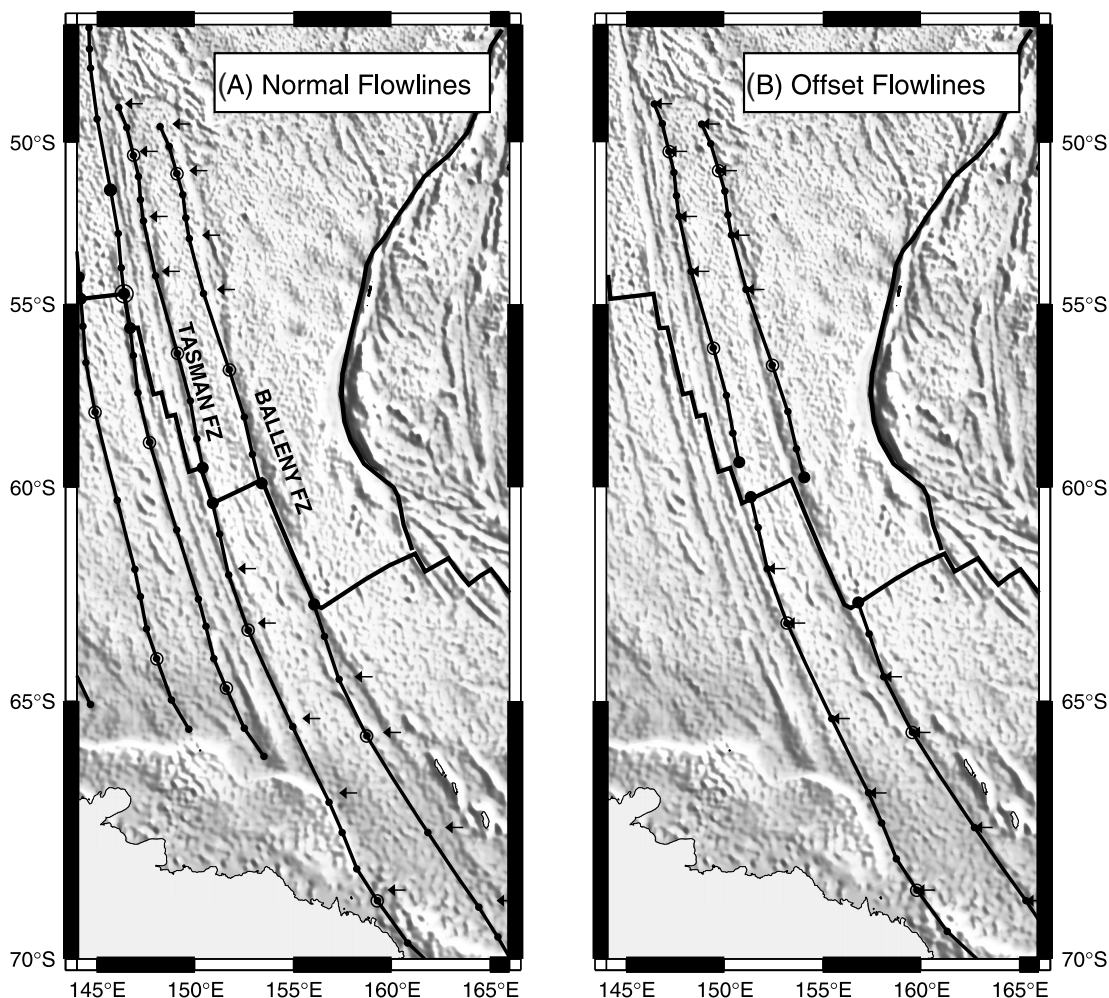 (A) Normal Flowlines
(B) Offset Flowlines
50°S
50°S
55°S
55°S
TASMAN FZ
BALLENY FZ
60°S
60°S
65°S
65°S
70°S
70°S
145°E 150°E 155°E 160°E 165°E
145°E 150°E 155°E 160°E 165°E